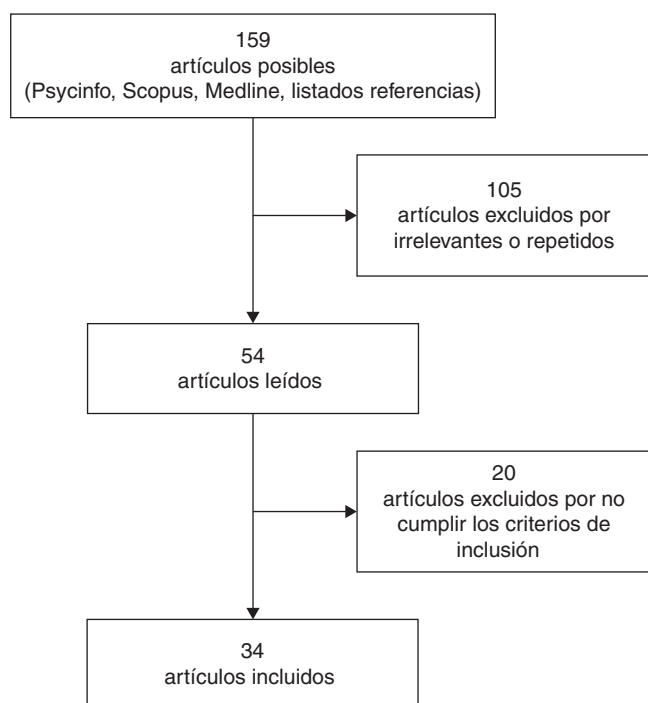 159
artículos posibles
(Psycinfo, Scopus, Medline, listados referencias)
105
artículos excluidos por
irrelevantes o repetidos
54
artículos leídos
20
artículos excluidos por no
cumplir los criterios de
inclusión
34
artículos incluidos